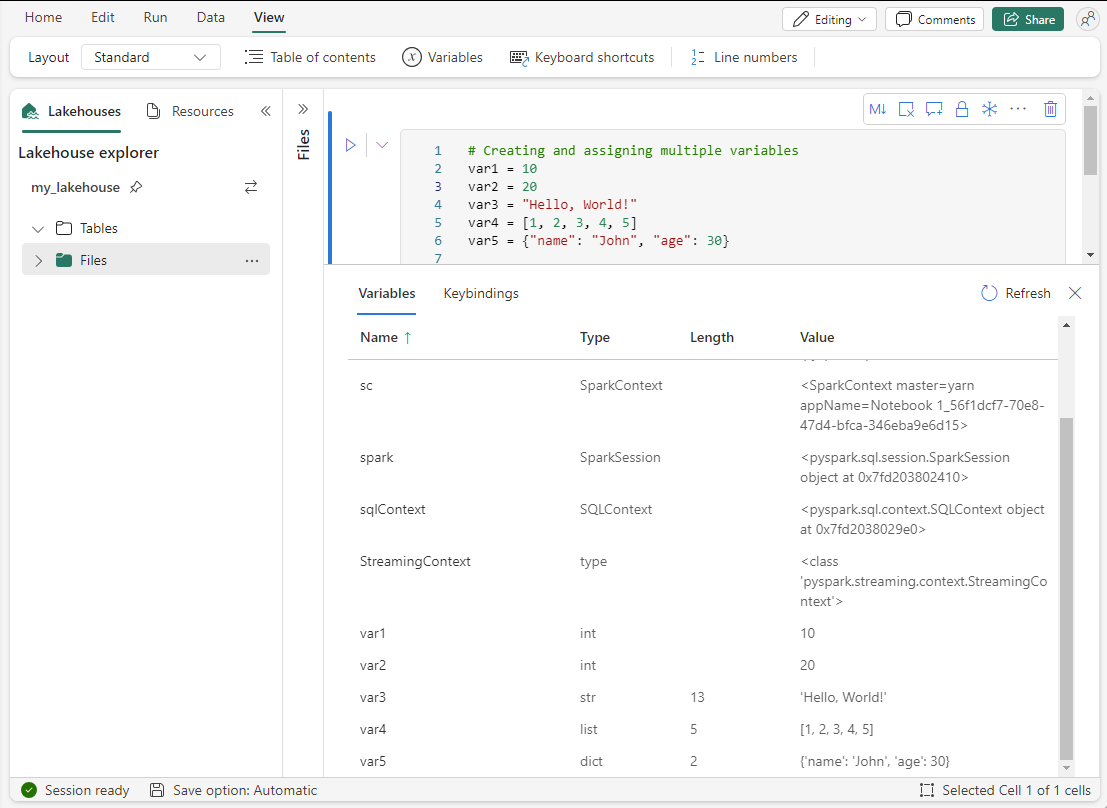 Home Edit Run Data View Editing Comments Share
Layout Standard Table of contents Variables Keyboard shortcuts Line numbers
Lakehouses Resources
Lakehouse explorer
my_lakehouse
Tables
Files
Files
M↓
1 # Creating and assigning multiple variables
2 var1 = 10
3 var2 = 20
4 var3 = "Hello, World!"
5 var4 = [1, 2, 3, 4, 5]
6 var5 = {"name": "John", "age": 30}
7
Variables Keybindings Refresh
Name ↑ Type Length Value
sc SparkContext <SparkContext master=yarn
appName=Notebook 1_56f1dcf7-70e8-
47d4-bfca-346eba9e6d15>
spark SparkSession <pyspark.sql.session.SparkSession
object at 0x7fd203802410>
sqlContext SQLContext <pyspark.sql.context.SQLContext object
at 0x7fd2038029e0>
StreamingContext type <class
'pyspark.streaming.context.StreamingCo
ntext'>
var1 int 10
var2 int 20
var3 str 13 'Hello, World!'
var4 list 5 [1, 2, 3, 4, 5]
var5 dict 2 {'name': 'John', 'age': 30}
Session ready Save option: Automatic Selected Cell 1 of 1 cells